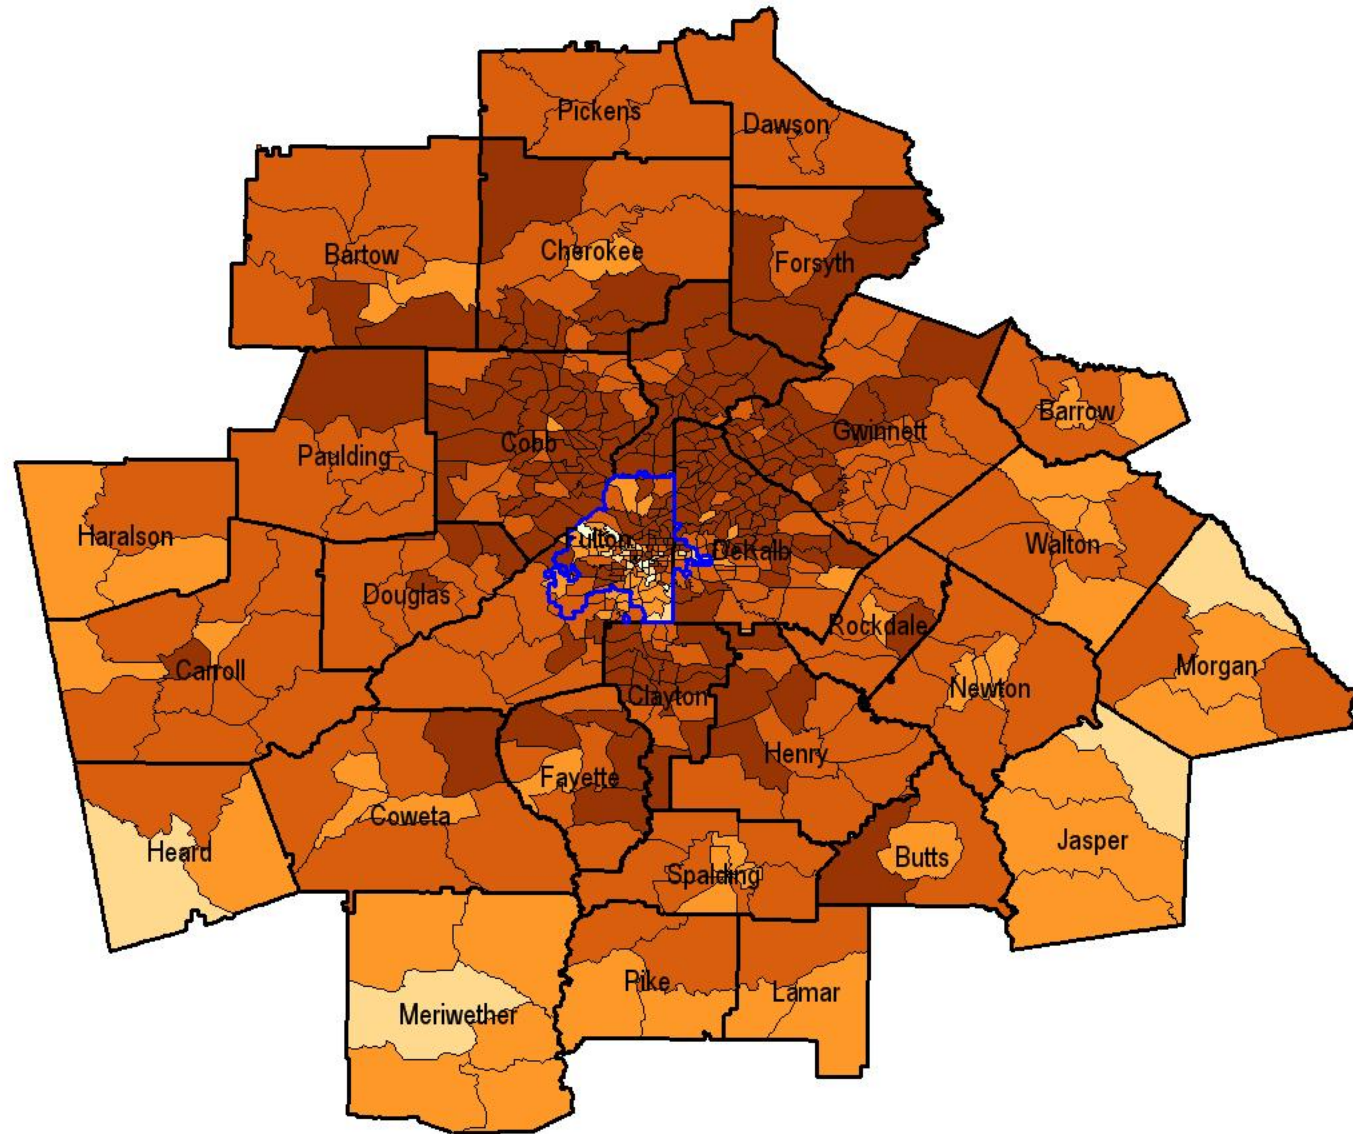 Pickens
Dawson
Bartow
Cherokee
Forsyth
Barrow
Cobb
Gwinnett
Paulding
Haralson
Fulton
DeKalb
Walton
Douglas
Rockdale
Carroll
Morgan
Clayton
Newton
Henry
Fayette
Coweta
Jasper
Heard
Butts
Spalding
Pike
Lamar
Meriwether